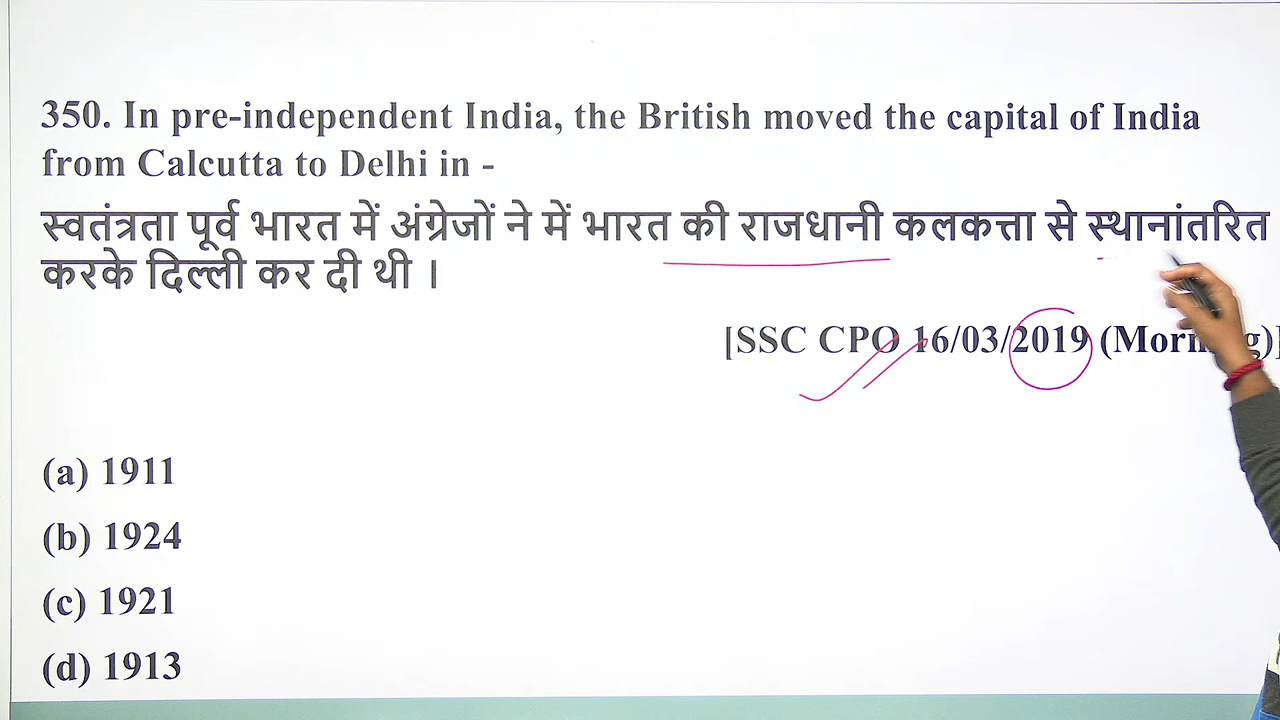 350. In pre-independent India, the British moved the capital of India
from Calcutta to Delhi in -
स्वतंत्रता पूर्व भारत में अंग्रेजों ने में भारत की राजधानी कलकत्ता से स्थानांतरित
करके दिल्ली कर दी थी ।
[SSC CPO 16/03/2019
(a) 1911
(b) 1924
(c) 1921
(d) 1913